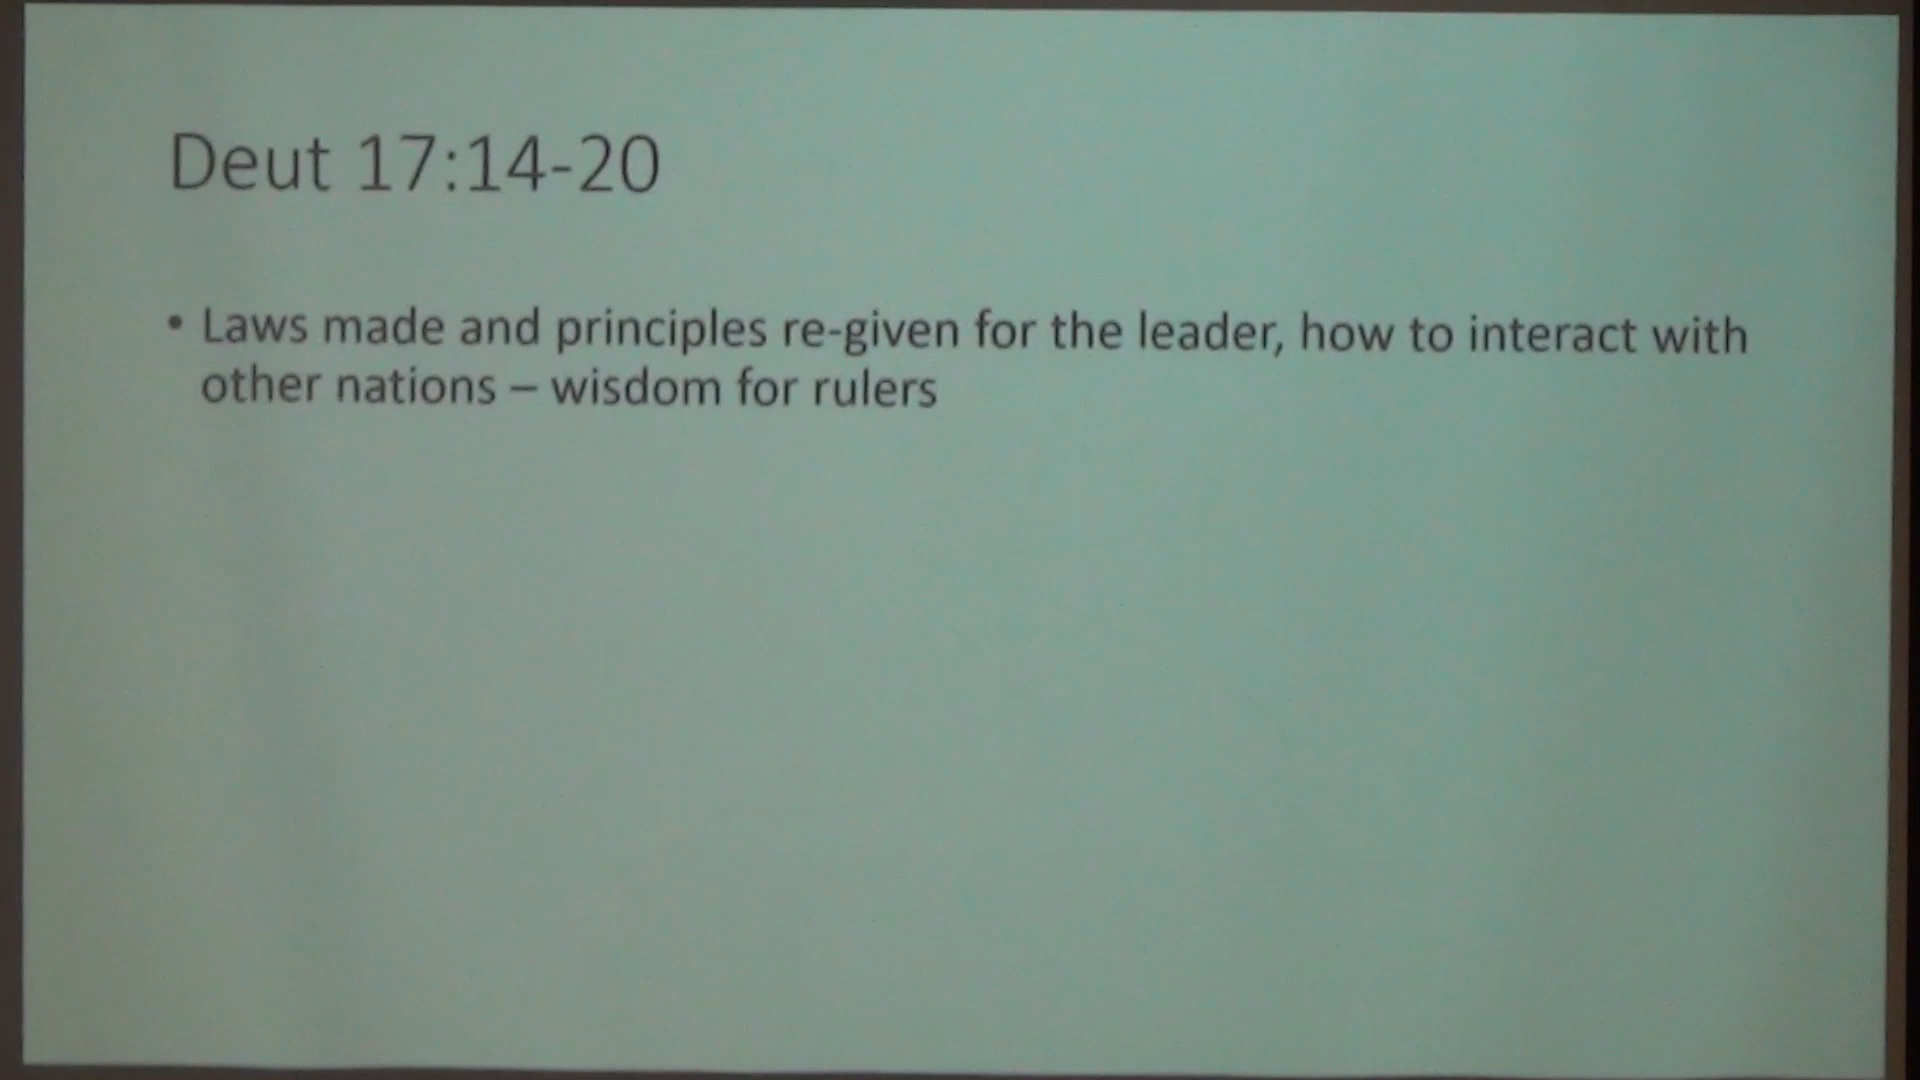 Deut 17:14-20
• Laws made and principles re-given for the leader, how to interact with
other nations – wisdom for rulers